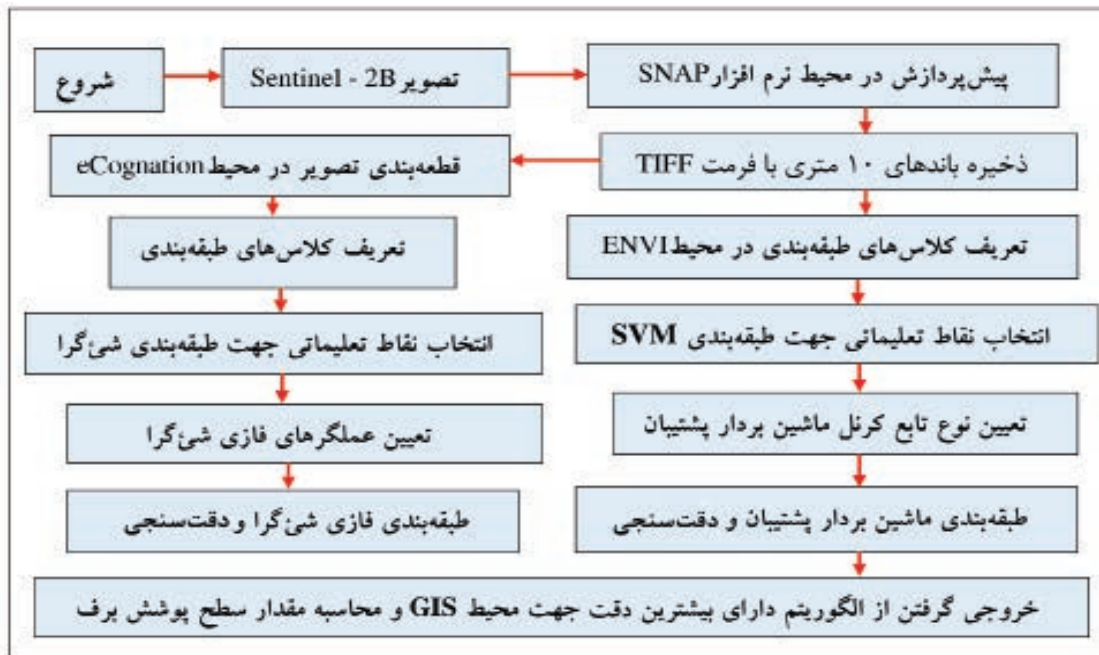 شروع
تصویر Sentinel - 2B
پیش‌پردازش در محیط نرم افزار SNAP
ذخیره باندهای ۱۰ متری با فرمت TIFF
قطعه‌بندی تصویر در محیط eCognation
تعریف کلاس‌های طبقه‌بندی
انتخاب نقاط تعلیماتی جهت طبقه‌بندی شئ‌گرا
تعیین عملگرهای فازی شئ‌گرا
طبقه‌بندی فازی شئ‌گرا و دقت‌سنجی
تعریف کلاس‌های طبقه‌بندی در محیط ENVI
انتخاب نقاط تعلیماتی جهت طبقه‌بندی SVM
تعیین نوع تابع کرنل ماشین بردار پشتیبان
طبقه‌بندی ماشین بردار پشتیبان و دقت‌سنجی
خروجی گرفتن از الگوریتم دارای بیشترین دقت جهت محیط GIS و محاسبه مقدار سطح پوشش برف